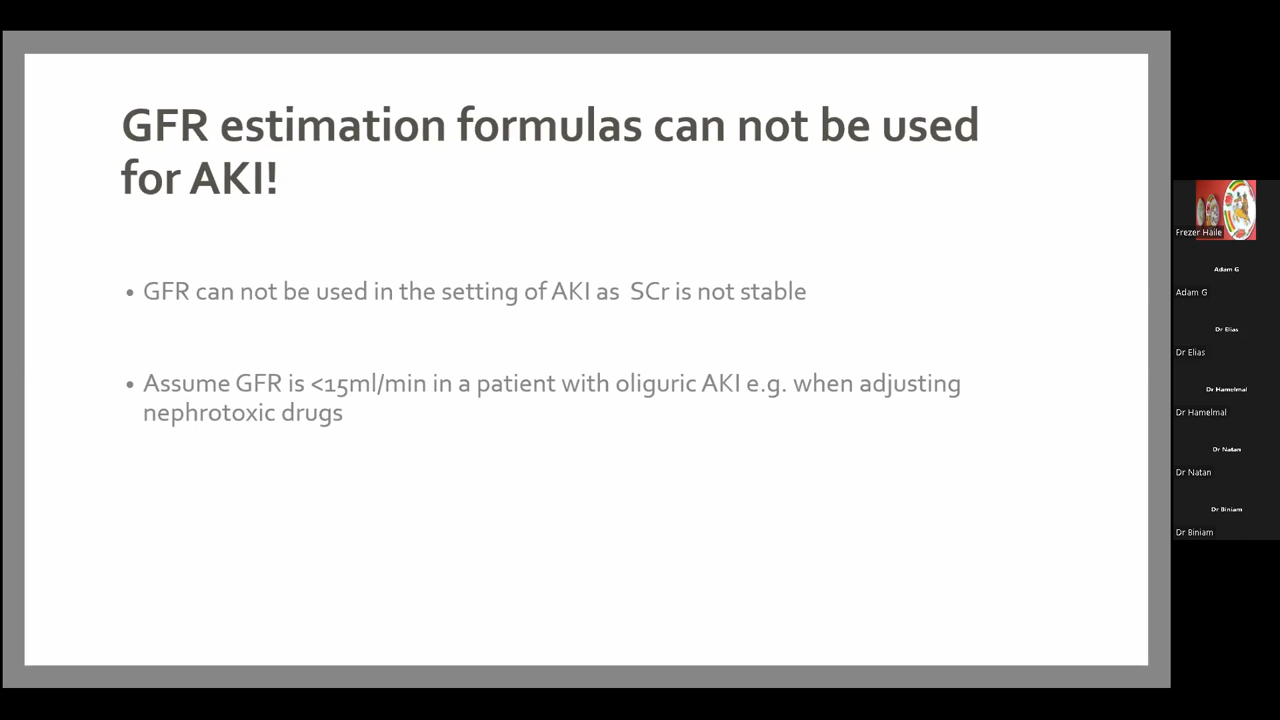 GFR estimation formulas can not be used
for AKI!
• GFR can not be used in the setting of AKI as SCr is not stable
• Assume GFR is <15ml/min in a patient with oliguric AKI e.g. when adjusting
nephrotoxic drugs
Frezer Haile
Adam G
Adam G
Dr Elias
Dr Elias
Dr Hamelmal
Dr Hamelmal
Dr Natan
Dr Natan
Dr Biniam
Dr Biniam